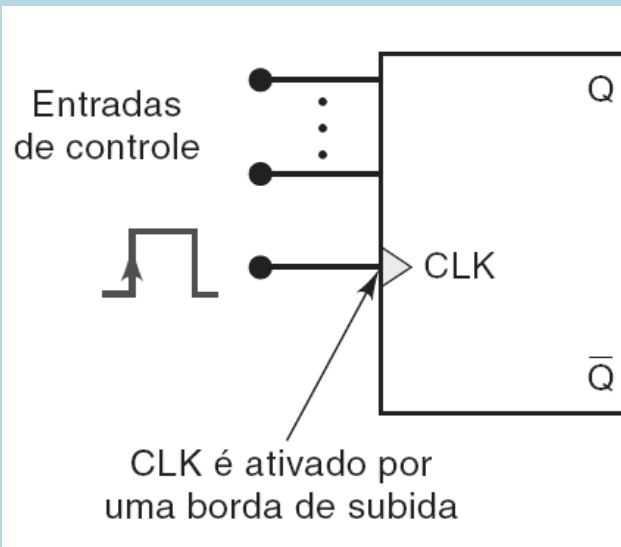 Entradas
de controle
Q
CLK
Q̅
CLK é ativado por
uma borda de subida